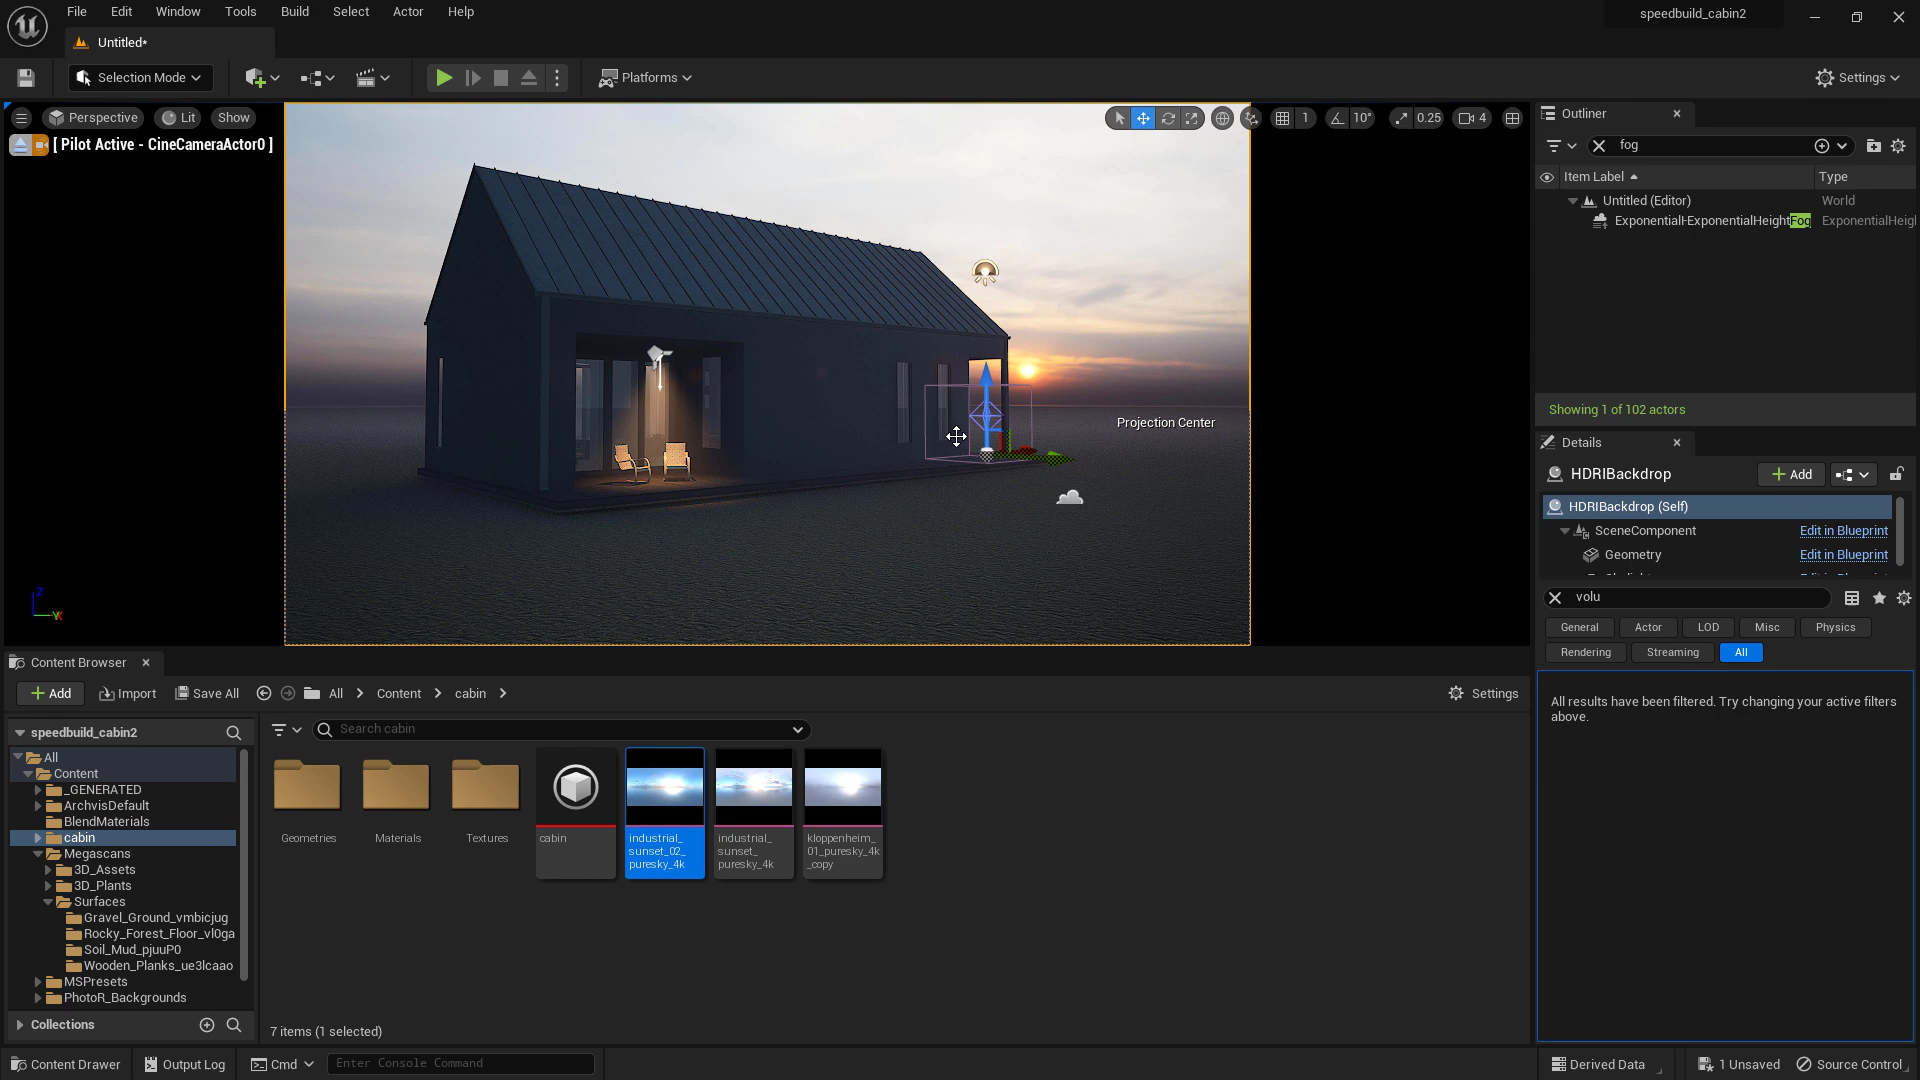 File Edit Window Tools Build Select Actor Help
speedbuild_cabin2
Untitled*
Selection Mode
Platforms
Settings
Perspective Lit Show
1 10° 0.25 4
[ Pilot Active - CineCameraActor0 ]
Projection Center
Z
Outliner
fog
Item Label Type
Untitled (Editor) World
ExponentialHExponentialHeightFog ExponentialHeigl
Showing 1 of 102 actors
Details
HDRIBackdrop
Add
HDRIBackdrop (Self)
SceneComponent Edit in Blueprint
Geometry Edit in Blueprint
volu
General Actor LOD Misc Physics
Rendering Streaming All
All results have been filtered. Try changing your active filters
above.
Content Browser
Add Import Save All All Content cabin Settings
speedbuild_cabin2
Search cabin
All
Content
_GENERATED
ArchvisDefault
BlendMaterials
cabin
Megascans
3D_Assets
3D_Plants
Surfaces
Gravel_Ground_vmbicjug
Rocky_Forest_Floor_vl0ga
Soil_Mud_pjuuP0
Wooden_Planks_ue3lcaao
MSPresets
PhotoR_Backgrounds
Collections
Geometries
Materials
Textures
cabin
industrial_
sunset_02_
puresky_4k
industrial_
sunset_
puresky_4k
kloppenheim_
01_puresky_4k
_copy
7 items (1 selected)
Content Drawer Output Log Cmd Enter Console Command Derived Data 1 Unsaved Source Control